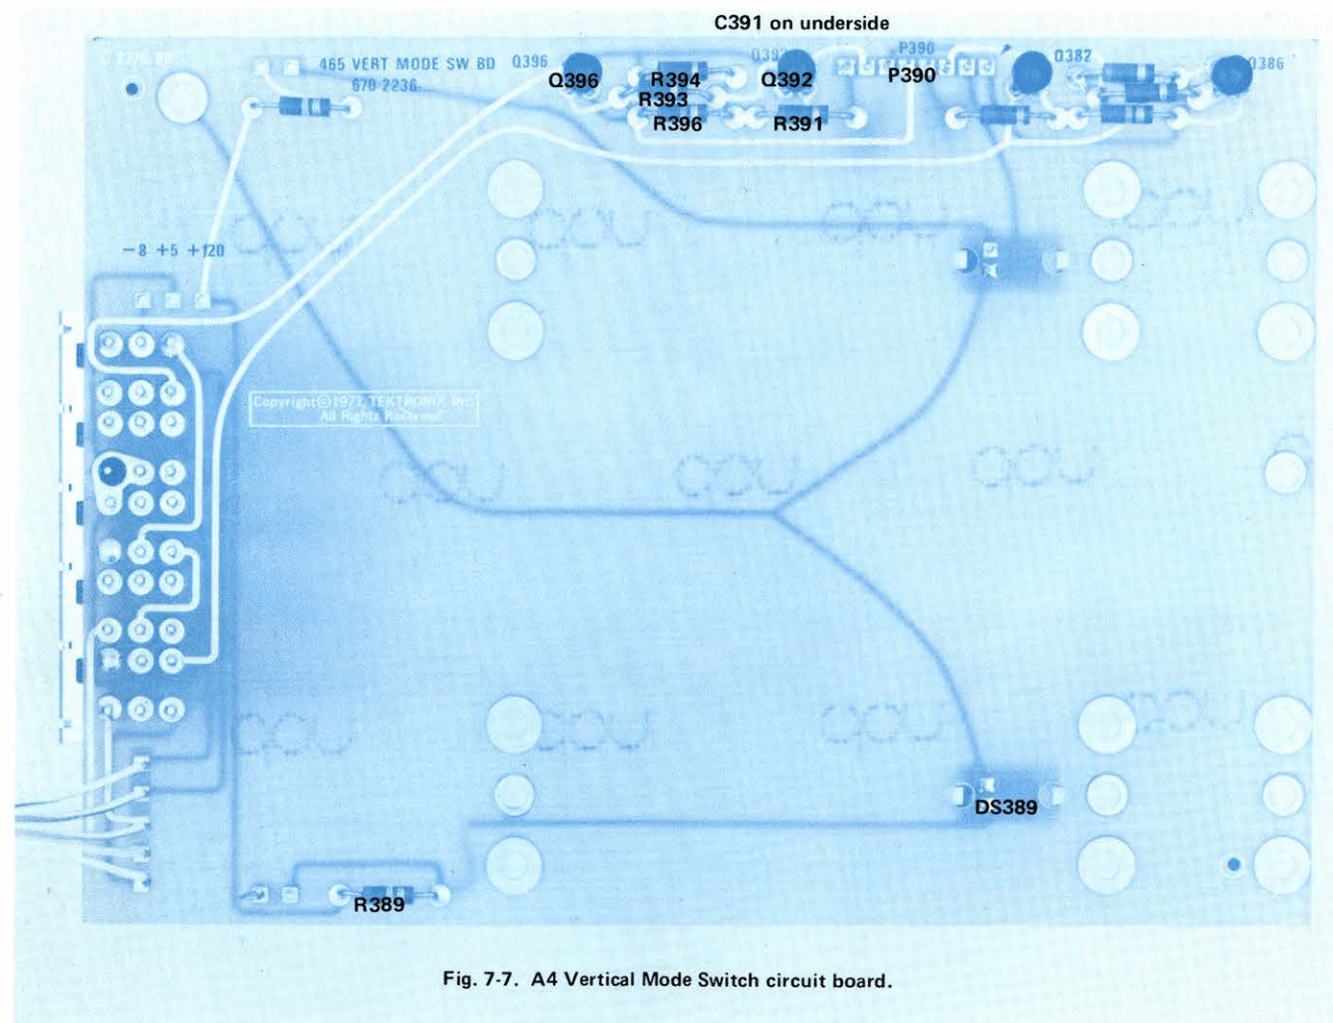 C391 on underside
465 VERT MODE SW BD
670 2236
Q396
Q396
R394
R393
R396
Q392
R391
P390
P390
Q382
Q386
−8 +5 +120
Copyright©197 TEKTRONIX INC.
All Rights Reserved
DS389
R389
Fig. 7-7. A4 Vertical Mode Switch circuit board.